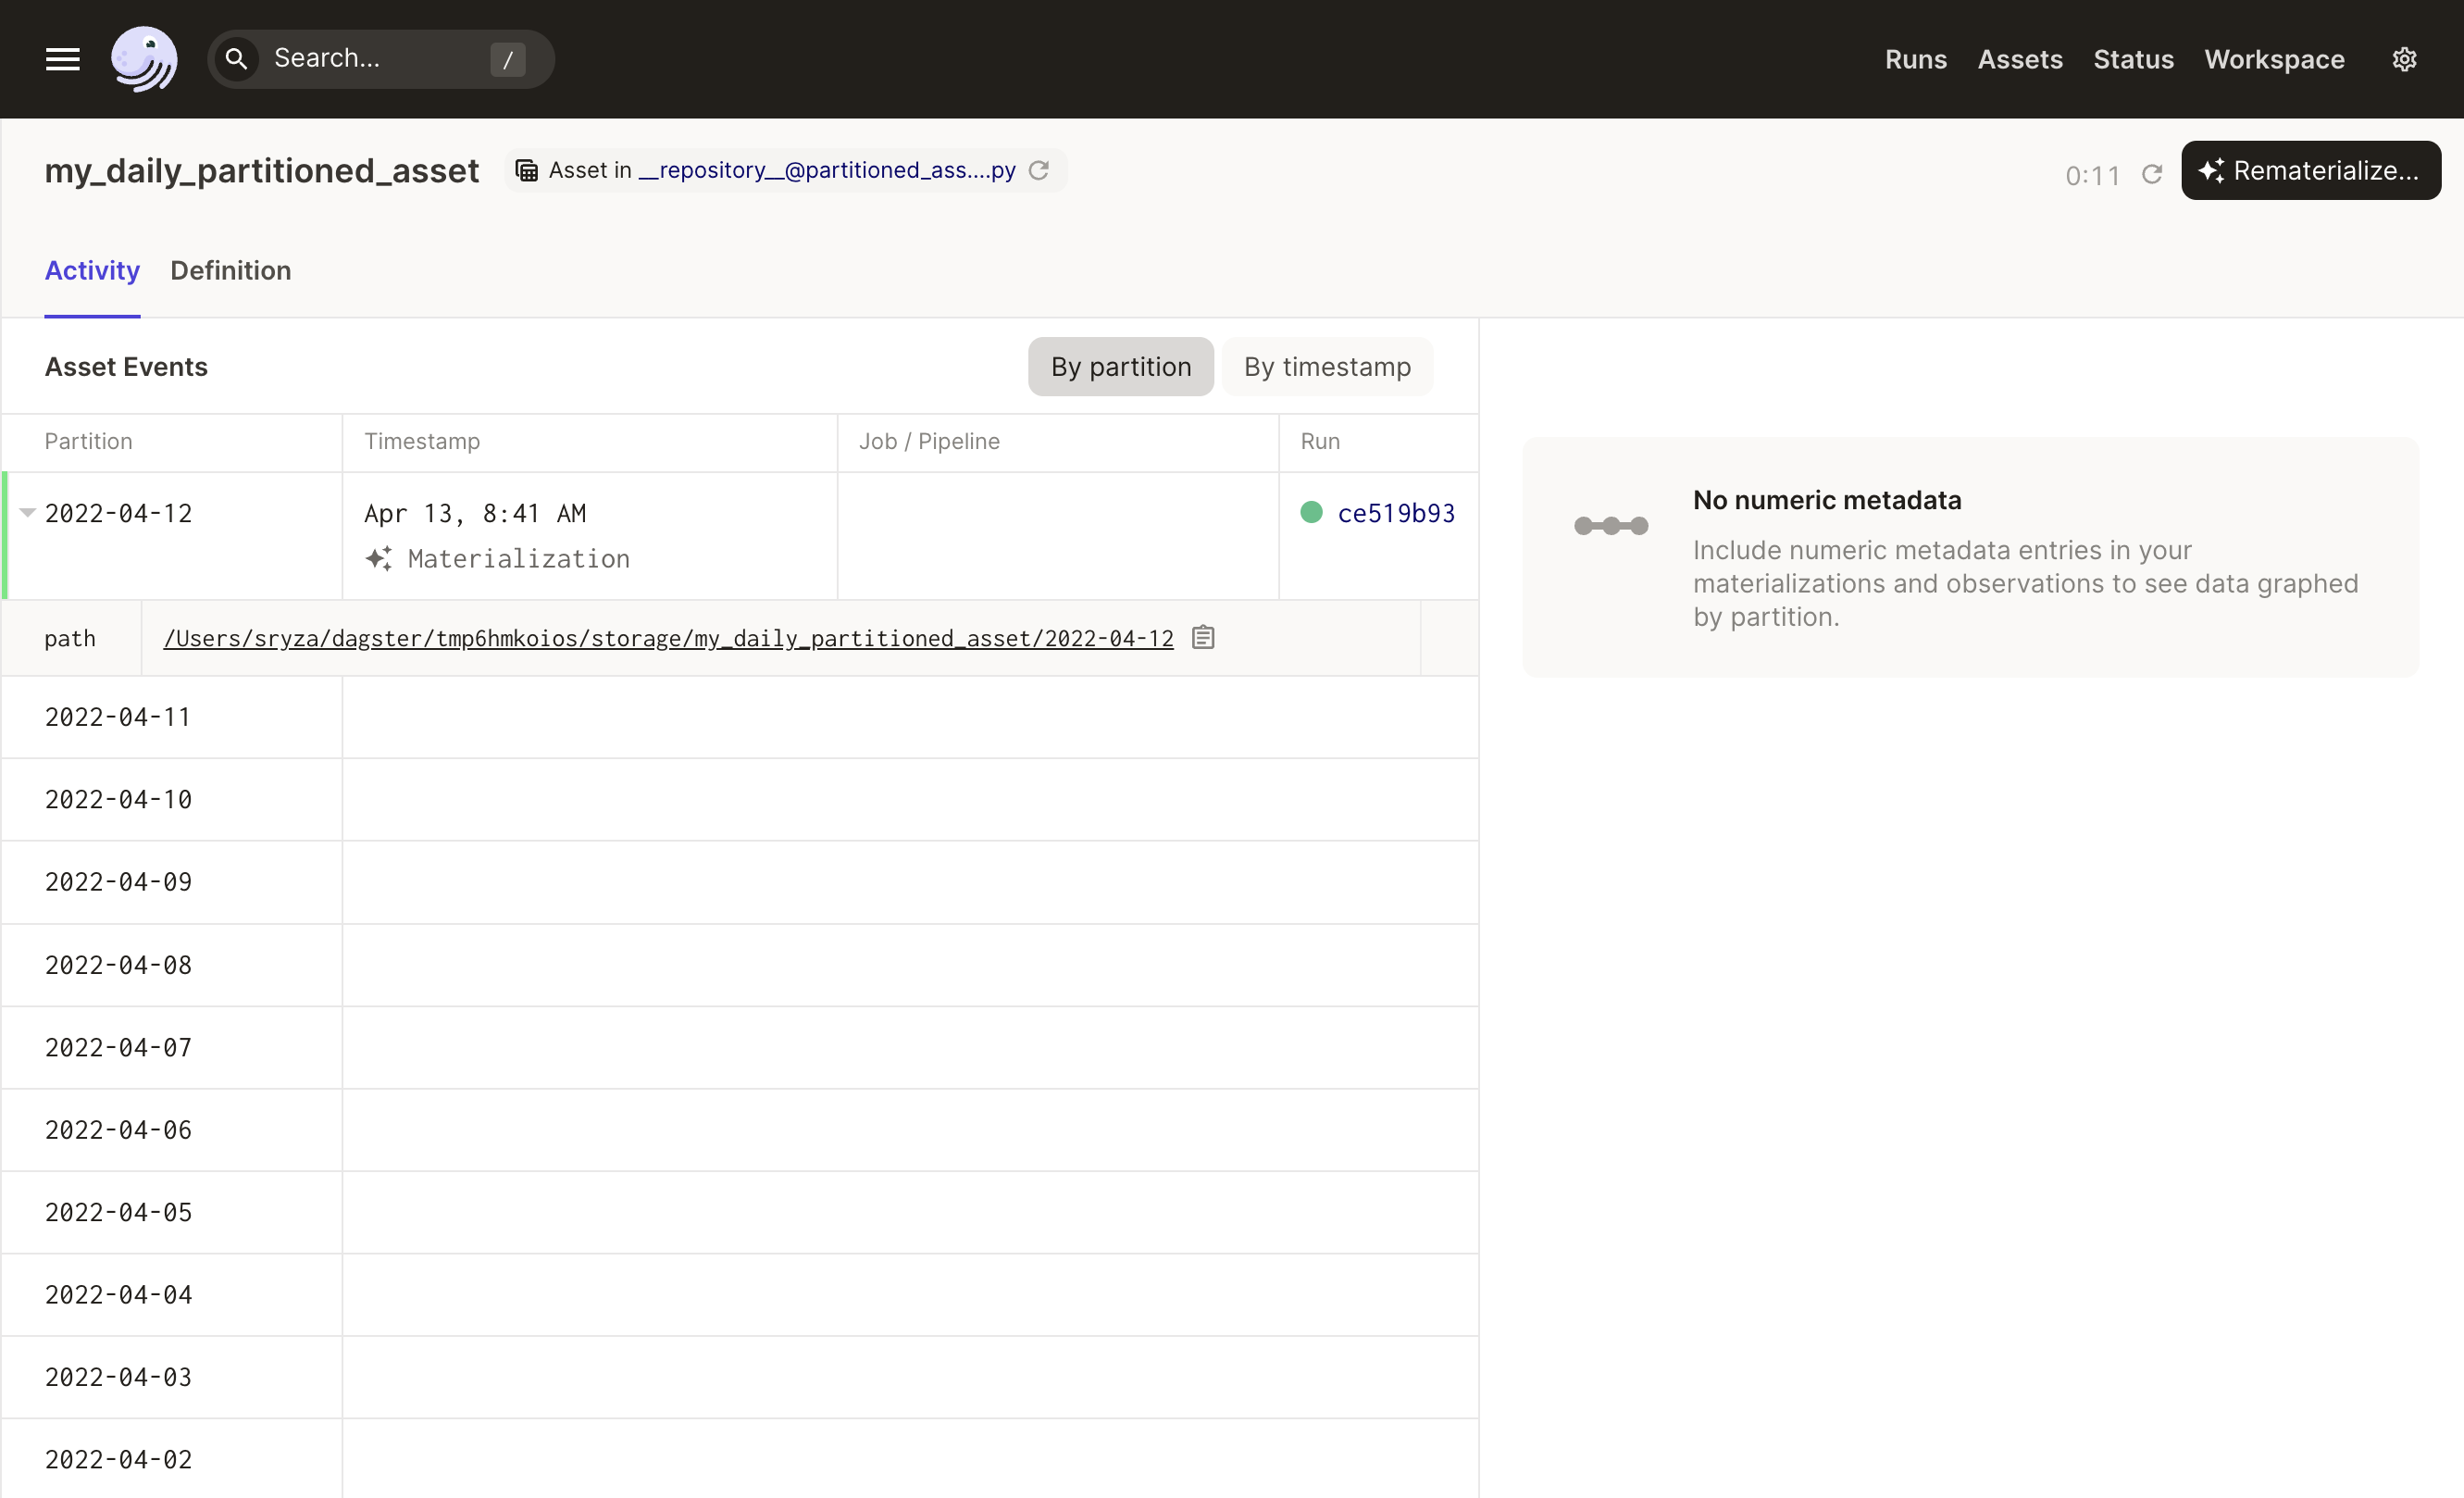 Search... /
Runs Assets Status Workspace
my_daily_partitioned_asset
Asset in __repository__@partitioned_ass....py
0:11
Rematerialize...
Activity Definition
Asset Events
By partition By timestamp
Partition Timestamp Job / Pipeline Run
2022-04-12 Apr 13, 8:41 AM ce519b93
Materialization
path /Users/sryza/dagster/tmp6hmkoios/storage/my_daily_partitioned_asset/2022-04-12
2022-04-11
2022-04-10
2022-04-09
2022-04-08
2022-04-07
2022-04-06
2022-04-05
2022-04-04
2022-04-03
2022-04-02
No numeric metadata
Include numeric metadata entries in your
materializations and observations to see data graphed
by partition.